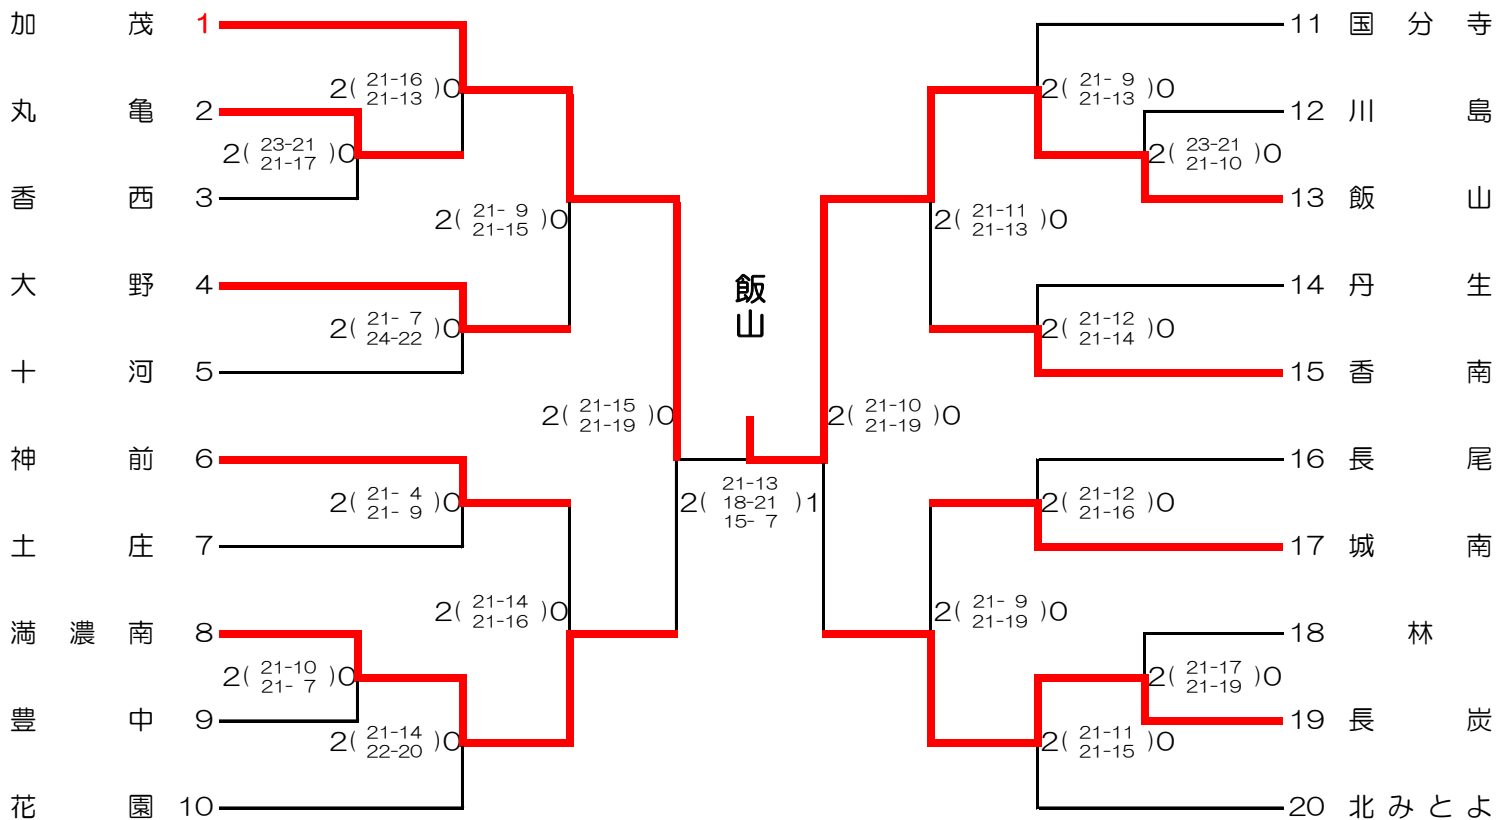 加茂 1
2( 21-16 21-13 )0
丸亀 2
2( 23-21 21-17 )0
香西 3
2( 21- 9 21-15 )0
大野 4
2( 21- 7 24-22 )0
十河 5
2( 21-15 21-19 )0
神前 6
2( 21- 4 21- 9 )0
土庄 7
2( 21-14 21-16 )0
満濃南 8
2( 21-10 21- 7 )0
豊中 9
2( 21-14 22-20 )0
花園 10
飯山
2( 21-13 18-21 15- 7 )1
11 国分寺
2( 21- 9 21-13 )0
12 川島
2( 23-21 21-10 )0
13 飯山
2( 21-11 21-13 )0
14 丹生
2( 21-12 21-14 )0
15 香南
2( 21-10 21-19 )0
16 長尾
2( 21-12 21-16 )0
17 城南
2( 21- 9 21-19 )0
18 林
2( 21-17 21-19 )0
19 長炭
2( 21-11 21-15 )0
20 北みとよ